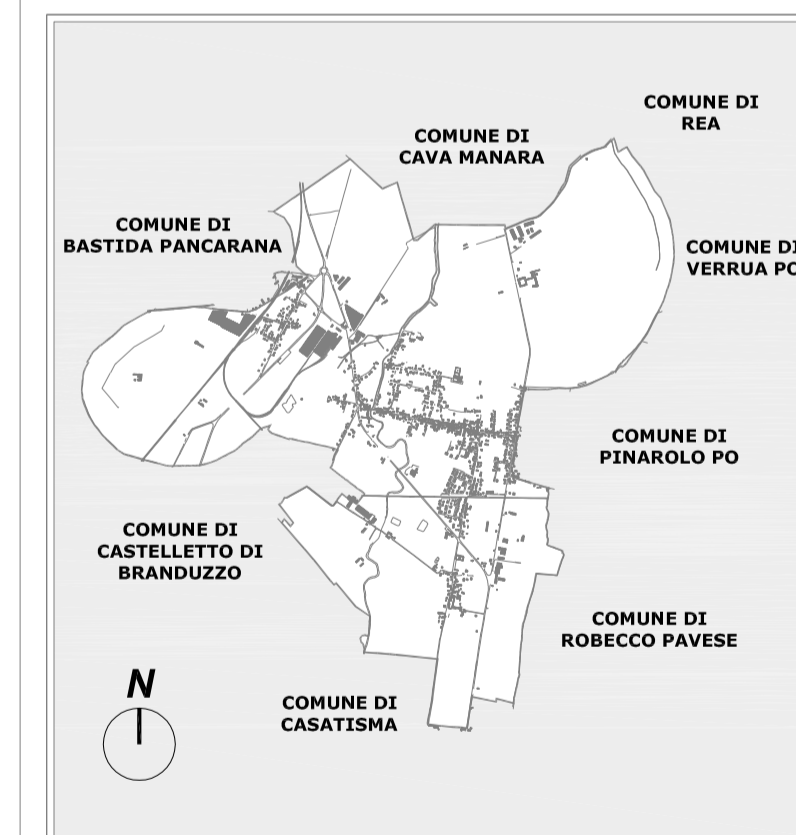 COMUNE DI
REA
COMUNE DI
CAVA MANARA
COMUNE DI
BASTIDA PANCARANA
COMUNE DI
VERRUA PO
COMUNE DI
PINAROLO PO
COMUNE DI
CASTELLETTO DI
BRANDUZZO
COMUNE DI
ROBECCO PAVESE
COMUNE DI
CASATISMA
N